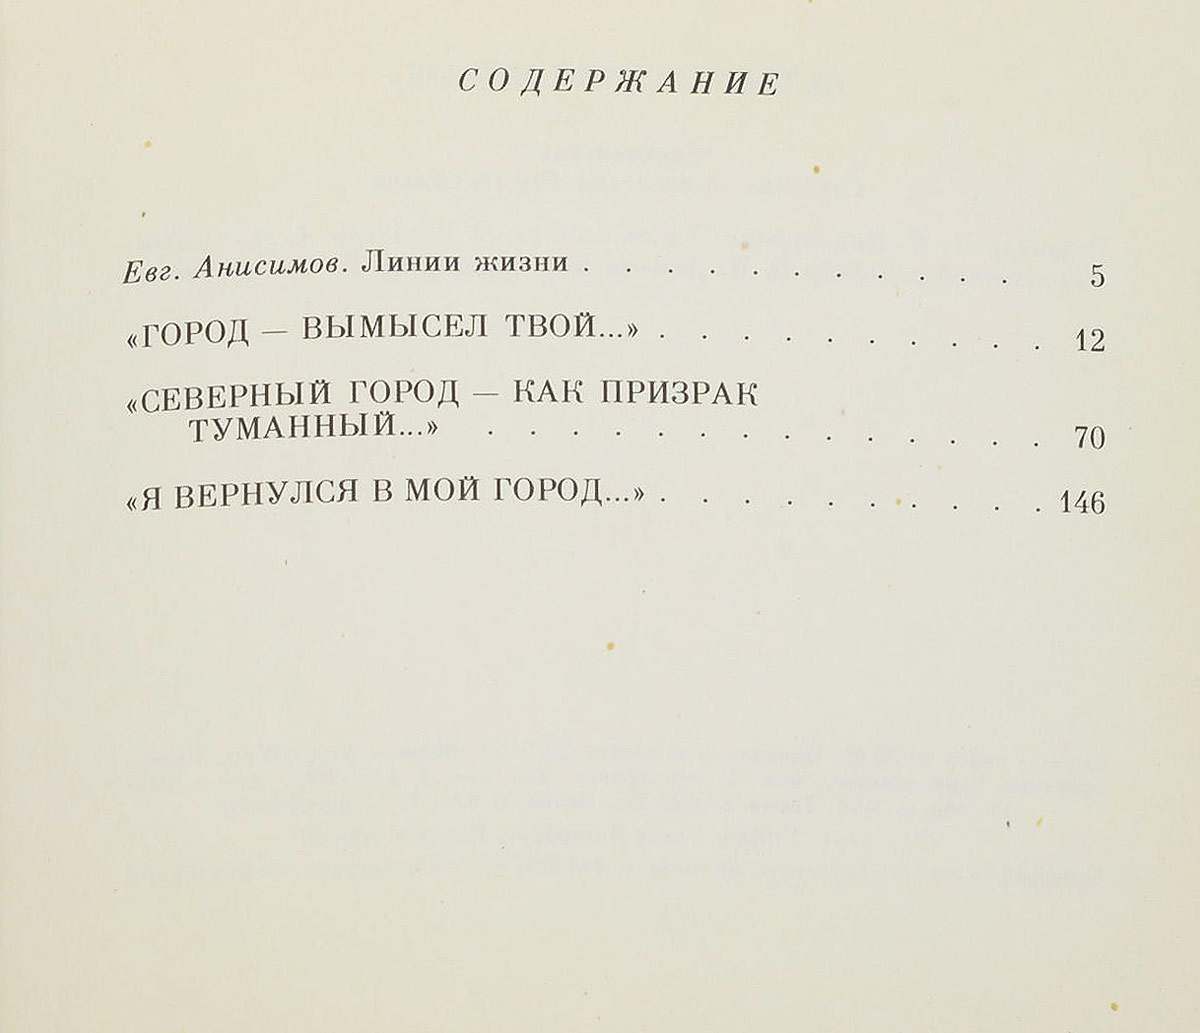 СОДЕРЖАНИЕ
Евг. Анисимов. Линии жизни . . . . . . . . . . . 5
«ГОРОД — ВЫМЫСЕЛ ТВОЙ...» . . . . . . . . . . 12
«СЕВЕРНЫЙ ГОРОД — КАК ПРИЗРАК
ТУМАННЫЙ...» . . . . . . . . . . . . . . 70
«Я ВЕРНУЛСЯ В МОЙ ГОРОД...» . . . . . . . . . . 146